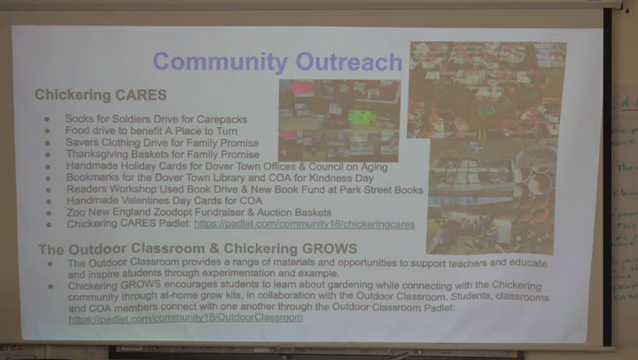 Community Outreach
Chickering CARES
Socks for Soldiers Drive for Carepacks
Food drive to benefit A Place to Turn
Savers Clothing Drive for Family Promise
Thanksgiving Baskets for Family Promise
Handmade Holiday Cards for Dover Town Offices & Council on Aging
Bookmarks for the Dover Town Library and COA for Kindness Day
Readers Workshop Used Book Drive & New Book Fund at Park Street Books
Handmade Valentines Day Cards for COA
Zoo New England Zoodopt Fundraiser & Auction Baskets
Chickering CARES Padlet: https://padlet.com/community18/chickeringcares
The Outdoor Classroom & Chickering GROWS
The Outdoor Classroom provides a range of materials and opportunities to support teachers and educate
and inspire students through experimentation and example.
Chickering GROWS encourages students to learn about gardening while connecting with the Chickering
community through at-home grow kits, in collaboration with the Outdoor Classroom. Students, classrooms
and COA members connect with one another through the Outdoor Classroom Padlet:
https://padlet.com/community18/OutdoorClassroom